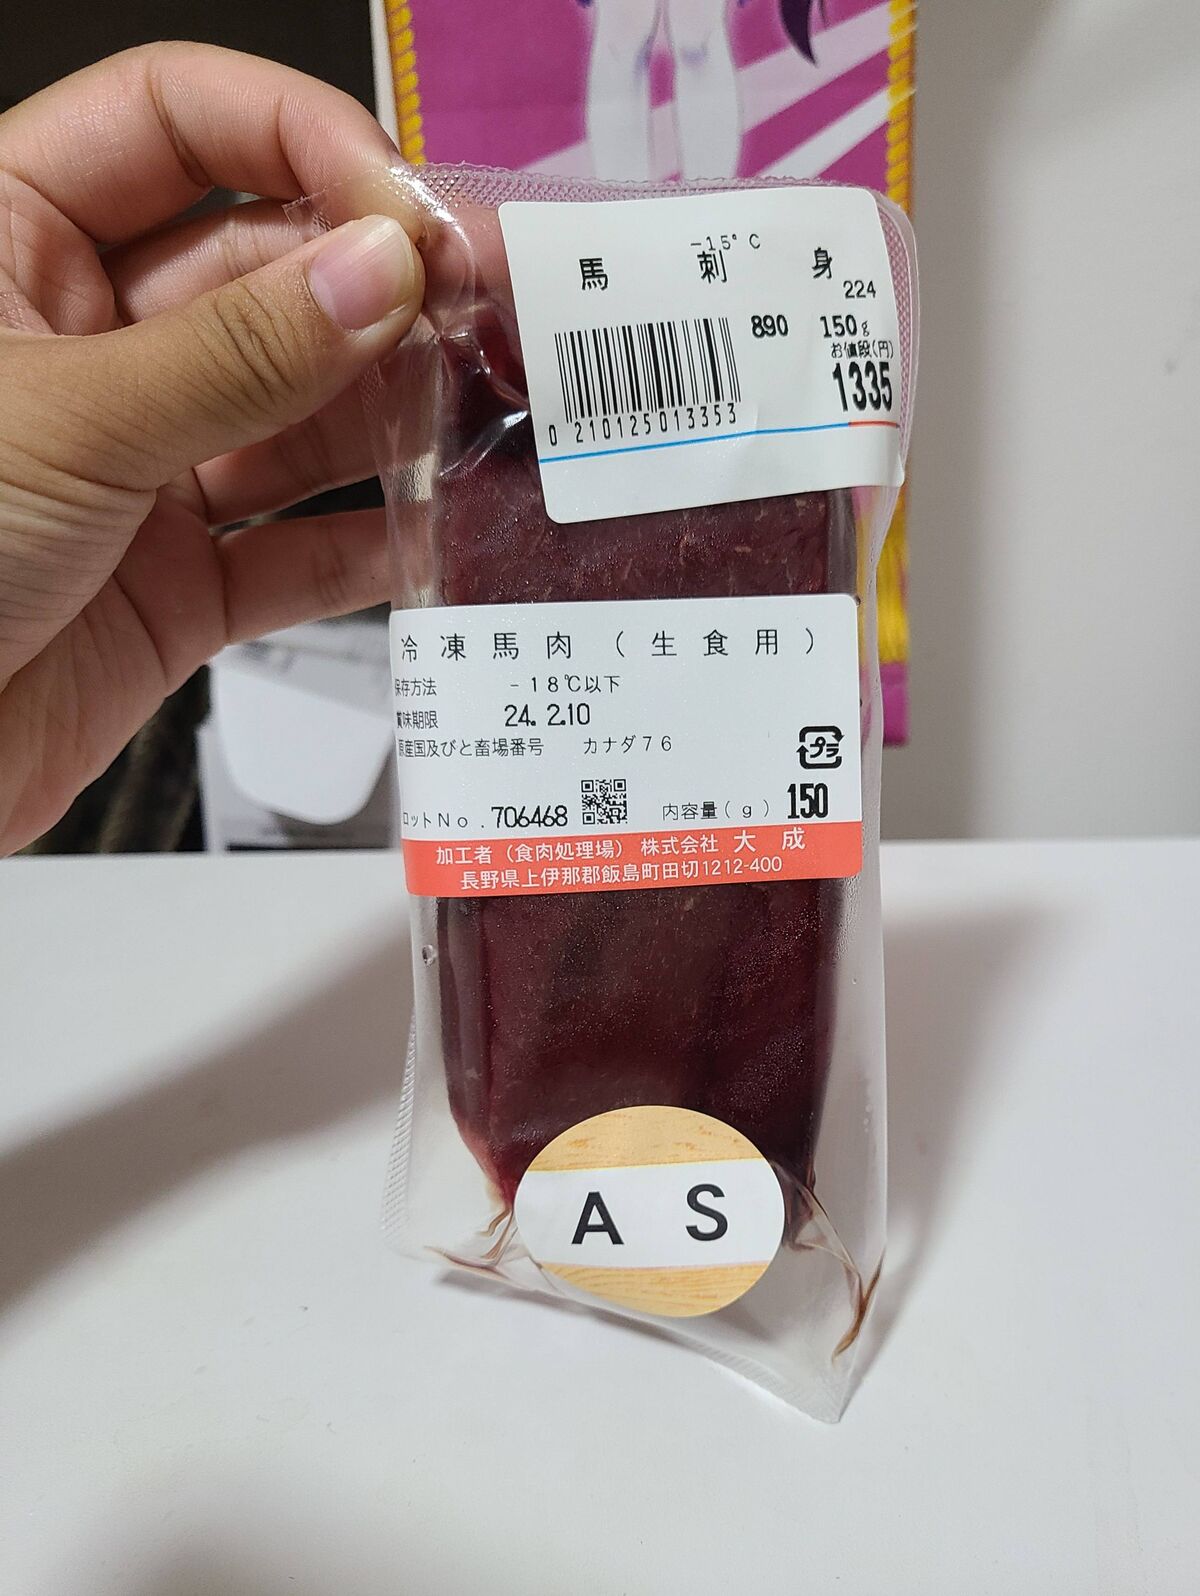 -15°C
馬 刺 身
224
890 150g
お値段(円)
1335
0 210125013353
冷凍馬肉(生食用)
保存方法 -18℃以下
賞味期限 24. 2.10
原産国及びと畜場番号 カナダ76
プラ
ロットNo. 706468 内容量(g) 150
加工者(食肉処理場) 株式会社 大成
長野県上伊那郡飯島町田切1212-400
A S